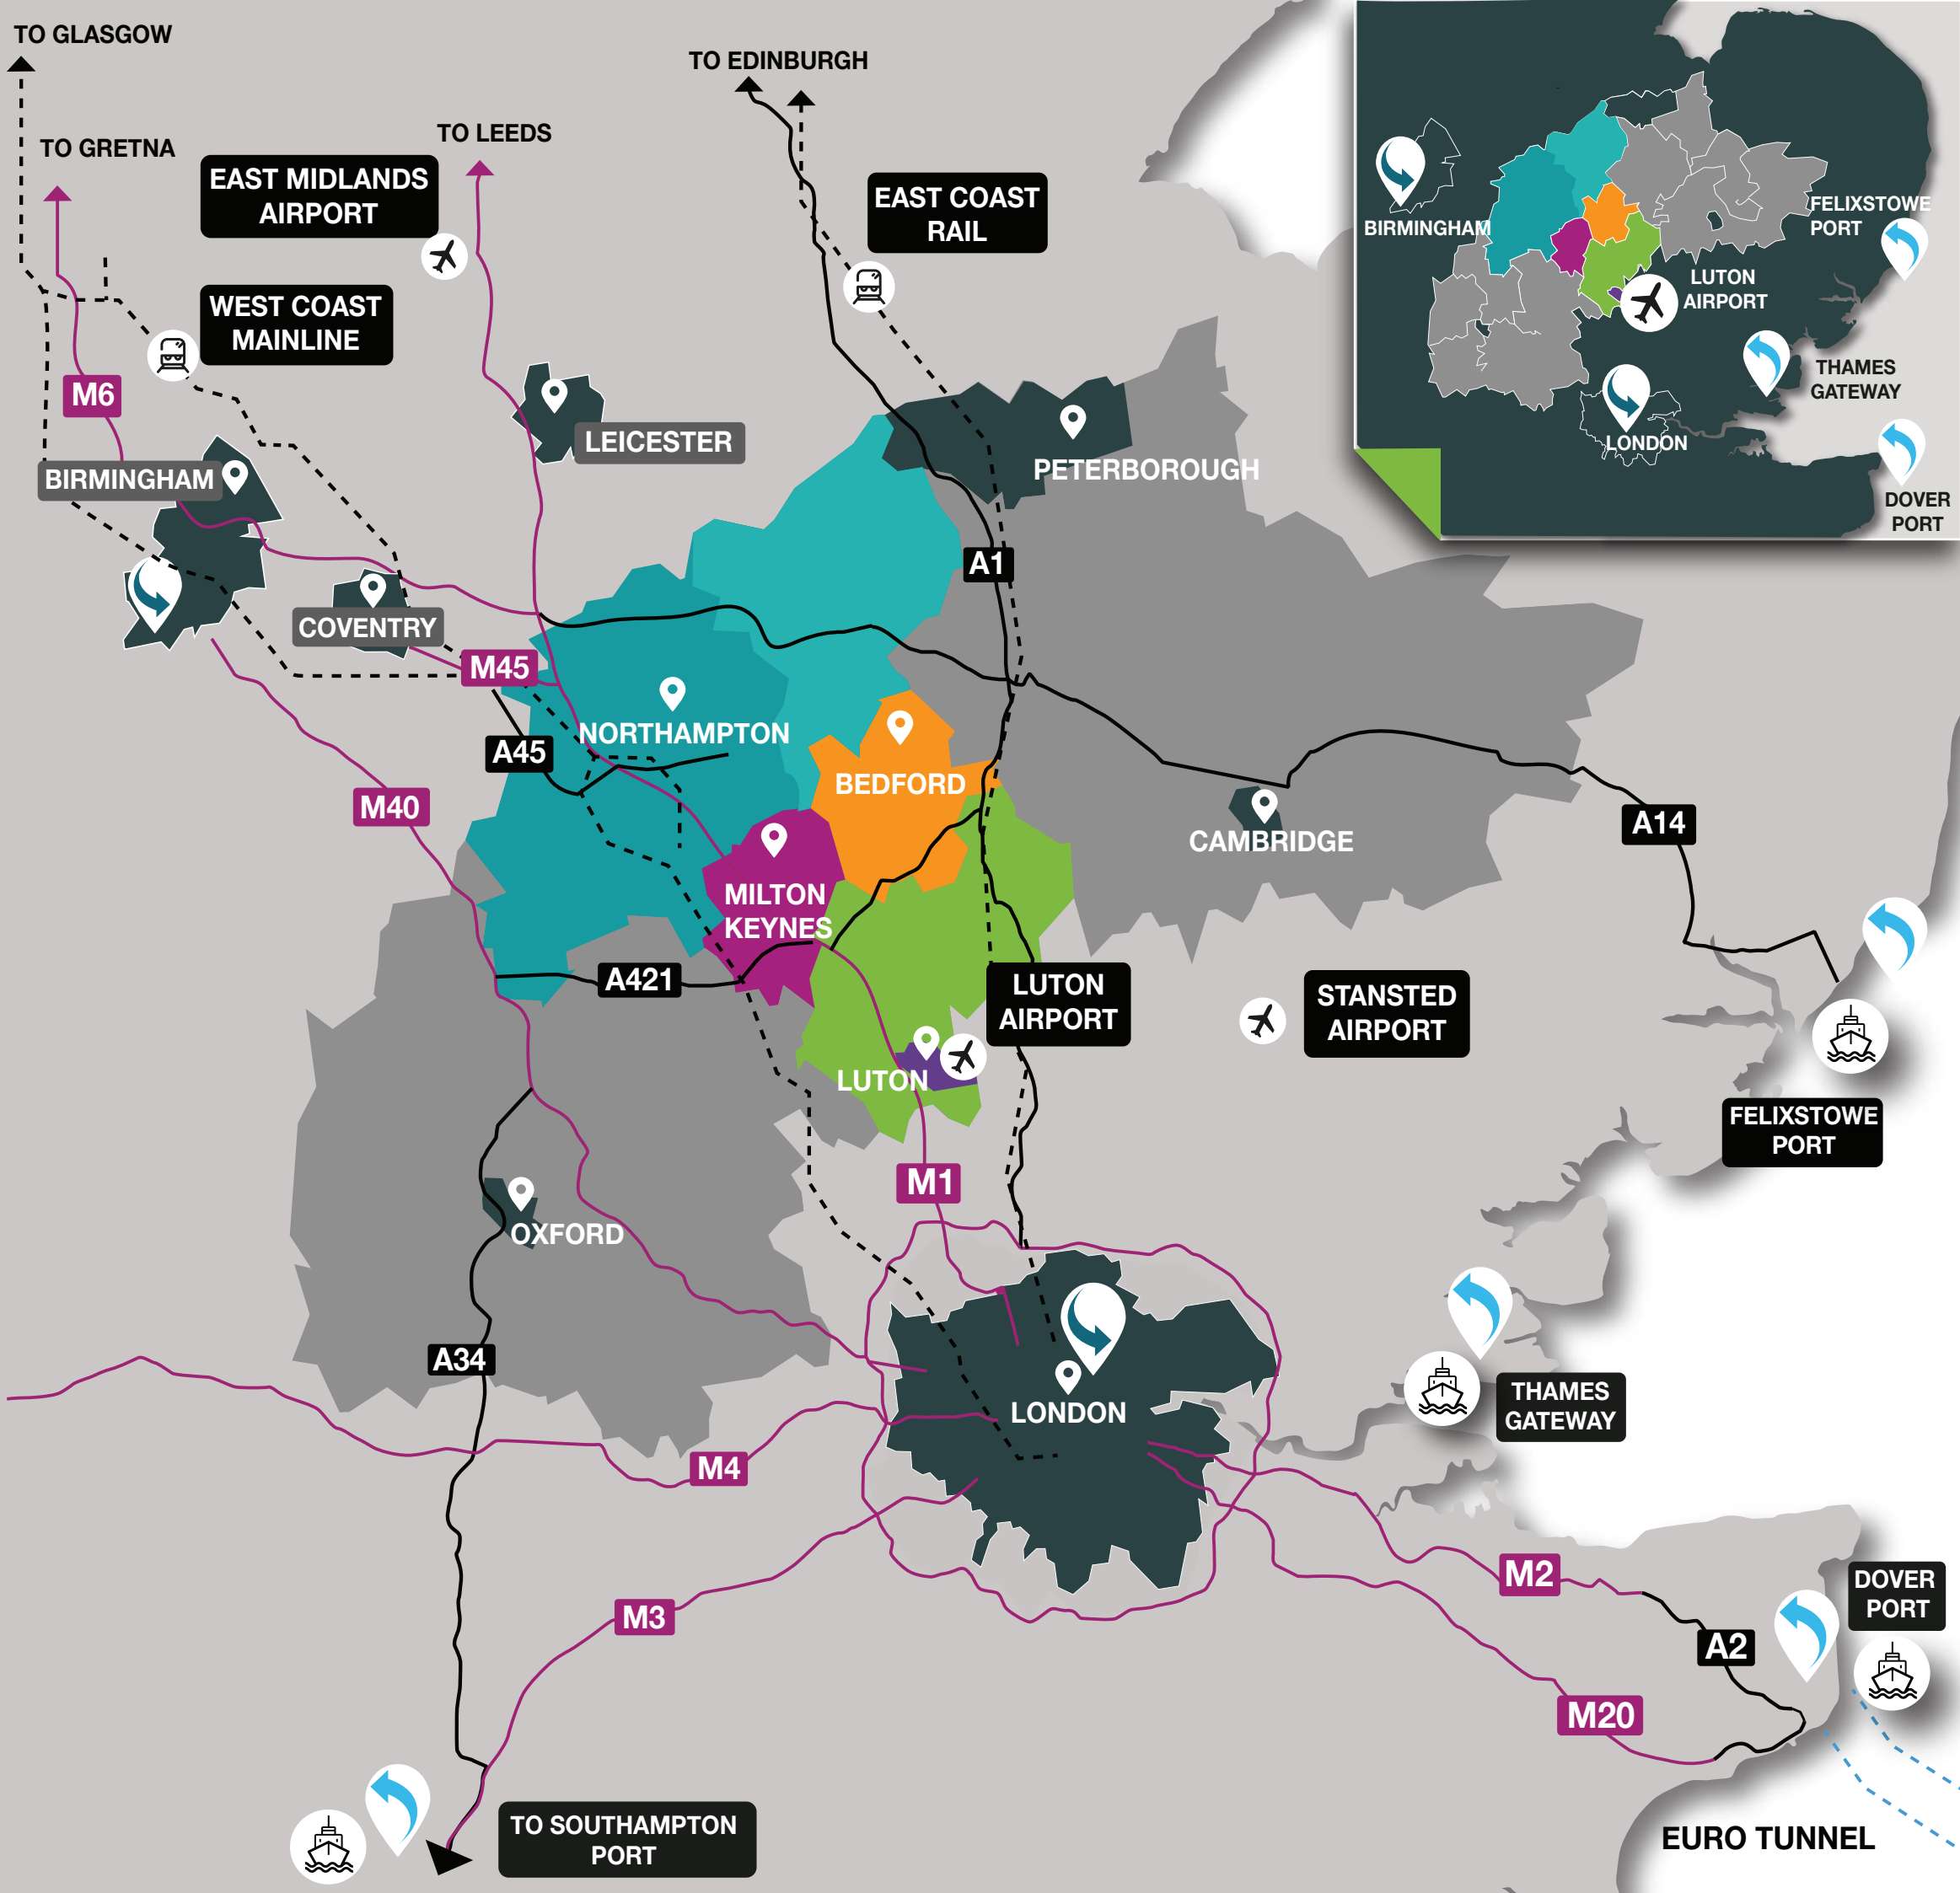 TO GLASGOW
TO EDINBURGH
TO LEEDS
TO GRETNA
EAST MIDLANDS
AIRPORT
EAST COAST
RAIL
WEST COAST
MAINLINE
M6
LEICESTER
BIRMINGHAM
PETERBOROUGH
A1
COVENTRY
M45
NORTHAMPTON
A45
BEDFORD
M40
CAMBRIDGE
A14
MILTON
KEYNES
A421
LUTON
AIRPORT
STANSTED
AIRPORT
LUTON
FELIXSTOWE
PORT
M1
OXFORD
A34
LONDON
THAMES
GATEWAY
M4
M2
DOVER
PORT
M3
A2
M20
TO SOUTHAMPTON
PORT
EURO TUNNEL
BIRMINGHAM
FELIXSTOWE
PORT
LUTON
AIRPORT
THAMES
GATEWAY
LONDON
DOVER
PORT